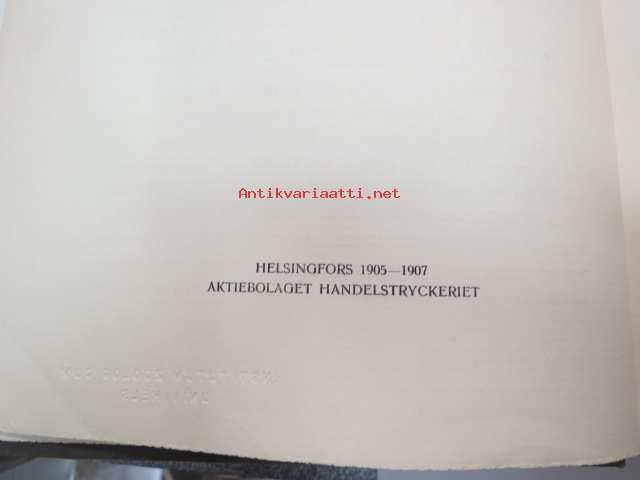 Antikvariaatti.net
HELSINGFORS 1905—1907
AKTIEBOLAGET HANDELSTRYCKERIET